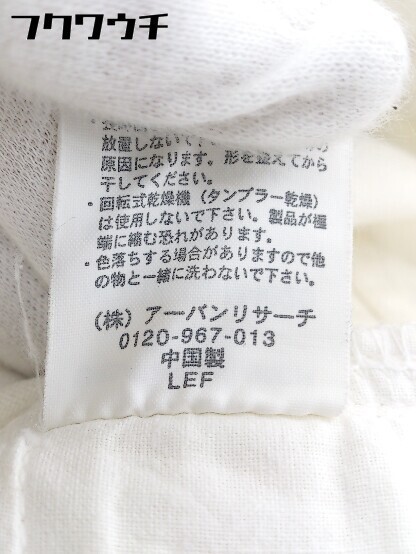 フクワウチ
放置しないで下
原因になります。形を整えてから
干してください。
・回転式乾燥機（タンブラー乾燥）
は使用しないで下さい。製品が極
端に縮む恐れがあります。
・色落ちする場合がありますので他
の物と一緒に洗わないで下さい。
（株）アーバンリサーチ
0120-967-013
中国製
LEF